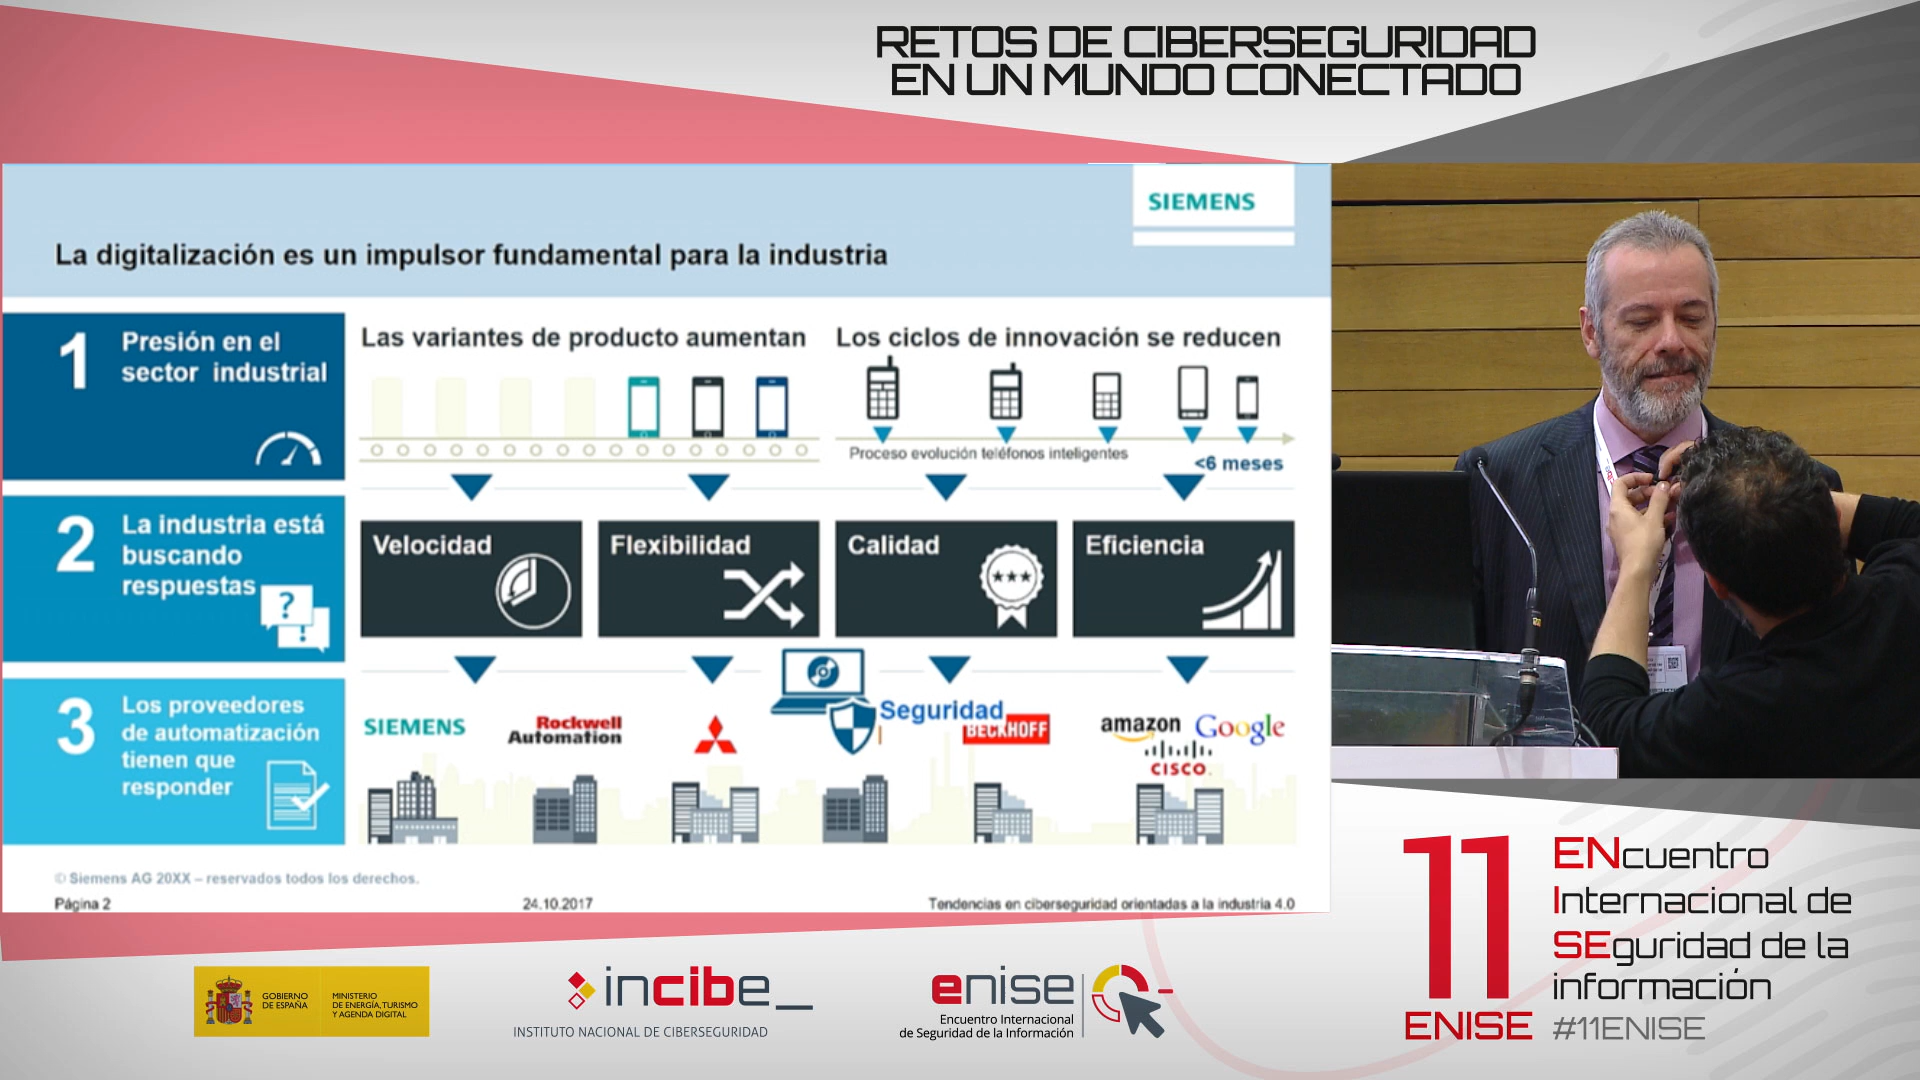 RETOS DE CIBERSEGURIDAD
EN UN MUNDO CONECTADO
SIEMENS
La digitalización es un impulsor fundamental para la industria
1
Presión en el
sector industrial
Las variantes de producto aumentan
Los ciclos de innovación se reducen
Proceso evolución teléfonos inteligentes
<6 meses
2
La industria está
buscando
respuestas
?
!
Velocidad
Flexibilidad
Calidad
Eficiencia
3
Los proveedores
de automatización
tienen que
responder
SIEMENS
Rockwell
Automation
Seguridad
BECKHOFF
amazon
Google
CISCO
© Siemens AG 20XX – reservados todos los derechos.
Página 2
24.10.2017
Tendencias en ciberseguridad orientadas a la industria 4.0
GOBIERNO
DE ESPAÑA
MINISTERIO
DE ENERGÍA, TURISMO
Y AGENDA DIGITAL
incibe_
INSTITUTO NACIONAL DE CIBERSEGURIDAD
enise
Encuentro Internacional
de Seguridad de la Información
11
ENISE
ENcuentro
Internacional de
SEguridad de la
información
#11ENISE